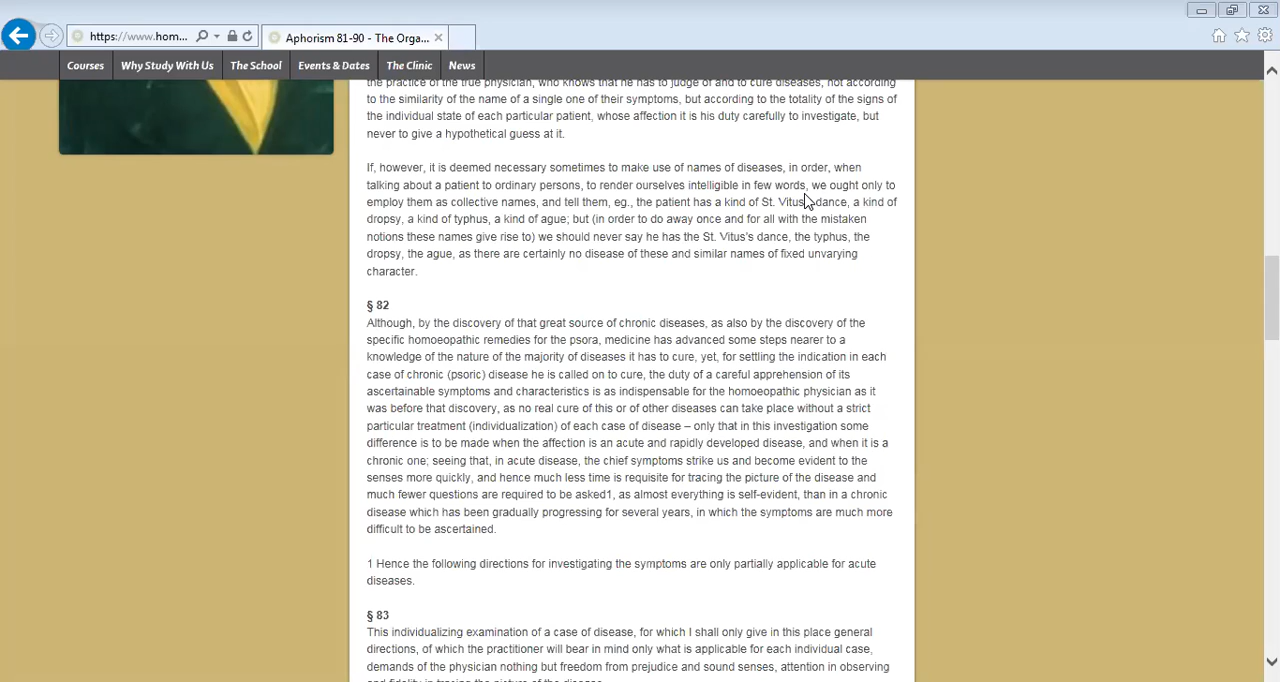 https://www.hom...
Aphorism 81-90 - The Orga...
Courses
Why Study With Us
The School
Events & Dates
The Clinic
News
the practice of the true physician, who knows that he has to judge of and to cure diseases, not according
to the similarity of the name of a single one of their symptoms, but according to the totality of the signs
of the individual state of each particular patient, whose affection it is his duty carefully to investigate, but
never to give a hypothetical guess at it.
If, however, it is deemed necessary sometimes to make use of names of diseases, in order, when
talking about a patient to ordinary persons, to render ourselves intelligible in few words, we ought only to
employ them as collective names, and tell them, eg., the patient has a kind of St. Vitus's dance, a kind of
dropsy, a kind of typhus, a kind of ague; but (in order to do away once and for all with the mistaken
notions these names give rise to) we should never say he has the St. Vitus's dance, the typhus, the
dropsy, the ague, as there are certainly no disease of these and similar names of fixed unvarying
character.
§ 82
Although, by the discovery of that great source of chronic diseases, as also by the discovery of the
specific homoeopathic remedies for the psora, medicine has advanced some steps nearer to a
knowledge of the nature of the majority of diseases it has to cure, yet, for settling the indication in each
case of chronic (psoric) disease he is called on to cure, the duty of a careful apprehension of its
ascertainable symptoms and characteristics is as indispensable for the homoeopathic physician as it
was before that discovery, as no real cure of this or of other diseases can take place without a strict
particular treatment (individualization) of each case of disease – only that in this investigation some
difference is to be made when the affection is an acute and rapidly developed disease, and when it is a
chronic one; seeing that, in acute disease, the chief symptoms strike us and become evident to the
senses more quickly, and hence much less time is requisite for tracing the picture of the disease and
much fewer questions are required to be asked1, as almost everything is self-evident, than in a chronic
disease which has been gradually progressing for several years, in which the symptoms are much more
difficult to be ascertained.
1 Hence the following directions for investigating the symptoms are only partially applicable for acute
diseases.
§ 83
This individualizing examination of a case of disease, for which I shall only give in this place general
directions, of which the practitioner will bear in mind only what is applicable for each individual case,
demands of the physician nothing but freedom from prejudice and sound senses, attention in observing
and fidelity in tracing the picture of the disease.